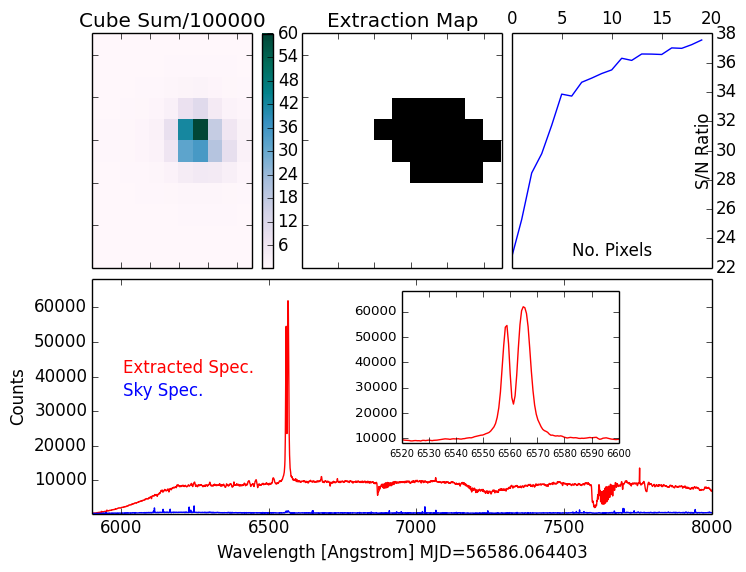 Cube Sum/100000
60
54
48
42
36
30
24
18
12
6
Extraction Map
0 5 10 15 20
38
36
34
32
30
28
26
24
22
S/N Ratio
No. Pixels
60000
50000
40000
30000
20000
10000
Counts
Extracted Spec.
Sky Spec.
60000
50000
40000
30000
20000
10000
6520 6530 6540 6550 6560 6570 6580 6590 6600
6000 6500 7000 7500 8000
Wavelength [Angstrom] MJD=56586.064403